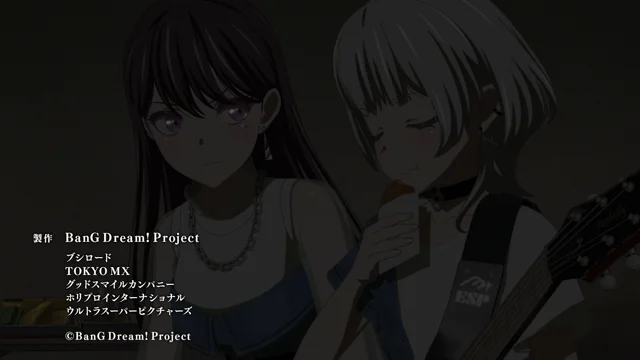 製作 BanG Dream! Project
ブシロード
TOKYO MX
グッドスマイルカンパニー
ホリプロインターナショナル
ウルトラスーパーピクチャーズ
©BanG Dream! Project
ESP